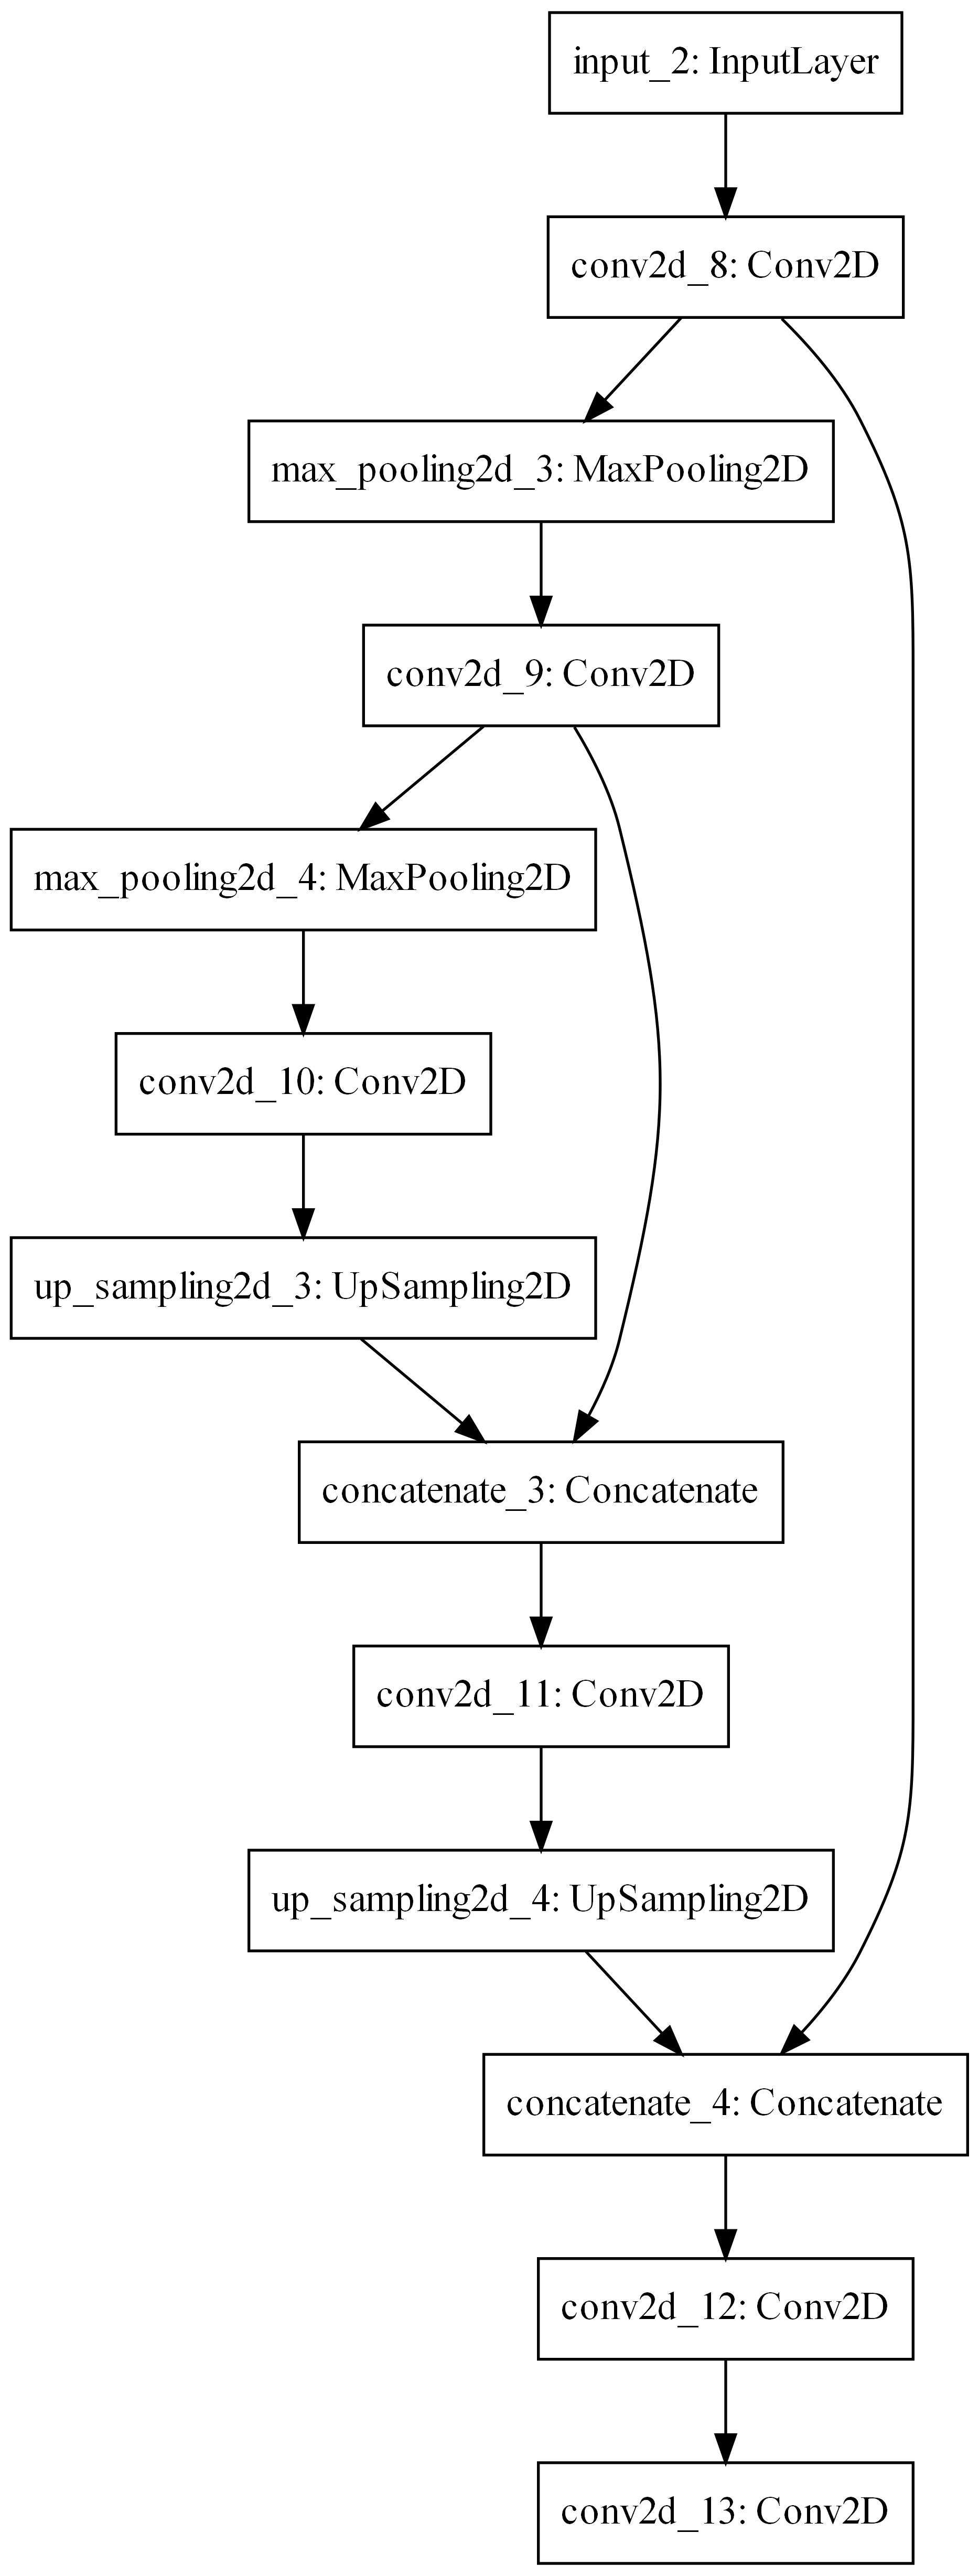 input_2: InputLayer
conv2d_8: Conv2D
max_pooling2d_3: MaxPooling2D
conv2d_9: Conv2D
max_pooling2d_4: MaxPooling2D
conv2d_10: Conv2D
up_sampling2d_3: UpSampling2D
concatenate_3: Concatenate
conv2d_11: Conv2D
up_sampling2d_4: UpSampling2D
concatenate_4: Concatenate
conv2d_12: Conv2D
conv2d_13: Conv2D